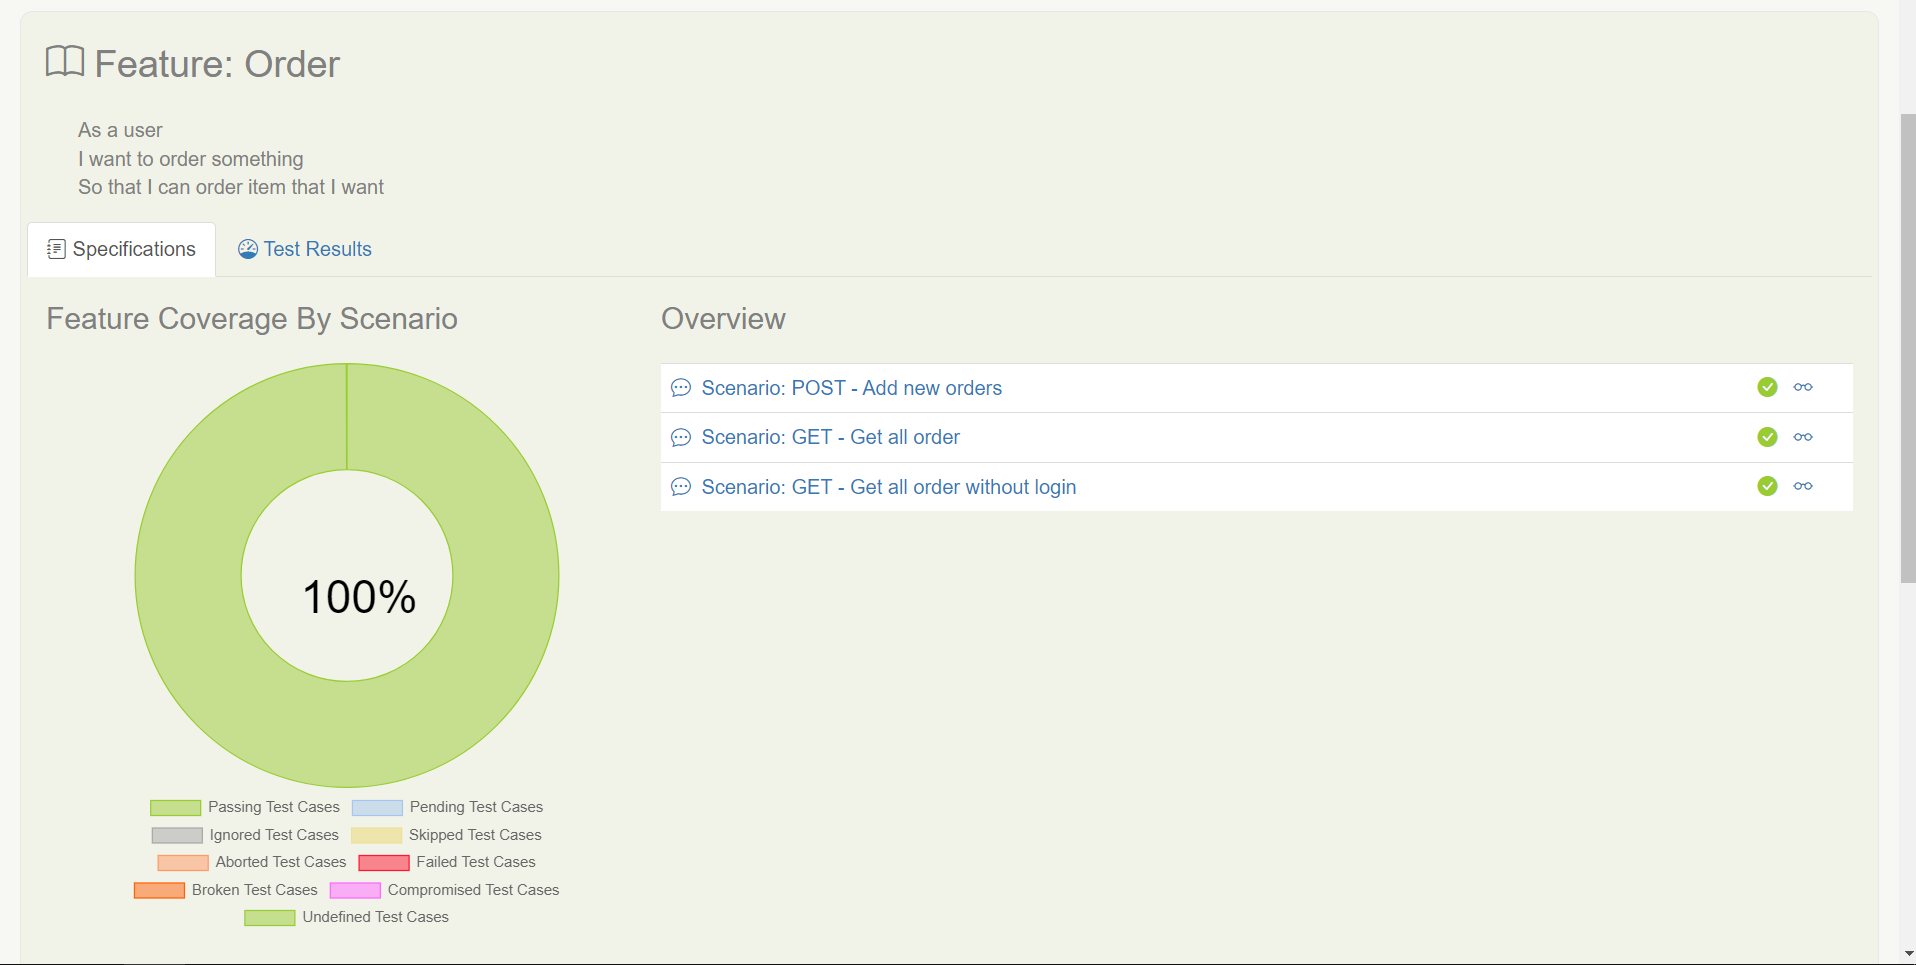 Feature: Order
As a user
I want to order something
So that I can order item that I want
Specifications
Test Results
Feature Coverage By Scenario
100%
Passing Test Cases
Pending Test Cases
Ignored Test Cases
Skipped Test Cases
Aborted Test Cases
Failed Test Cases
Broken Test Cases
Compromised Test Cases
Undefined Test Cases
Overview
Scenario: POST - Add new orders
Scenario: GET - Get all order
Scenario: GET - Get all order without login